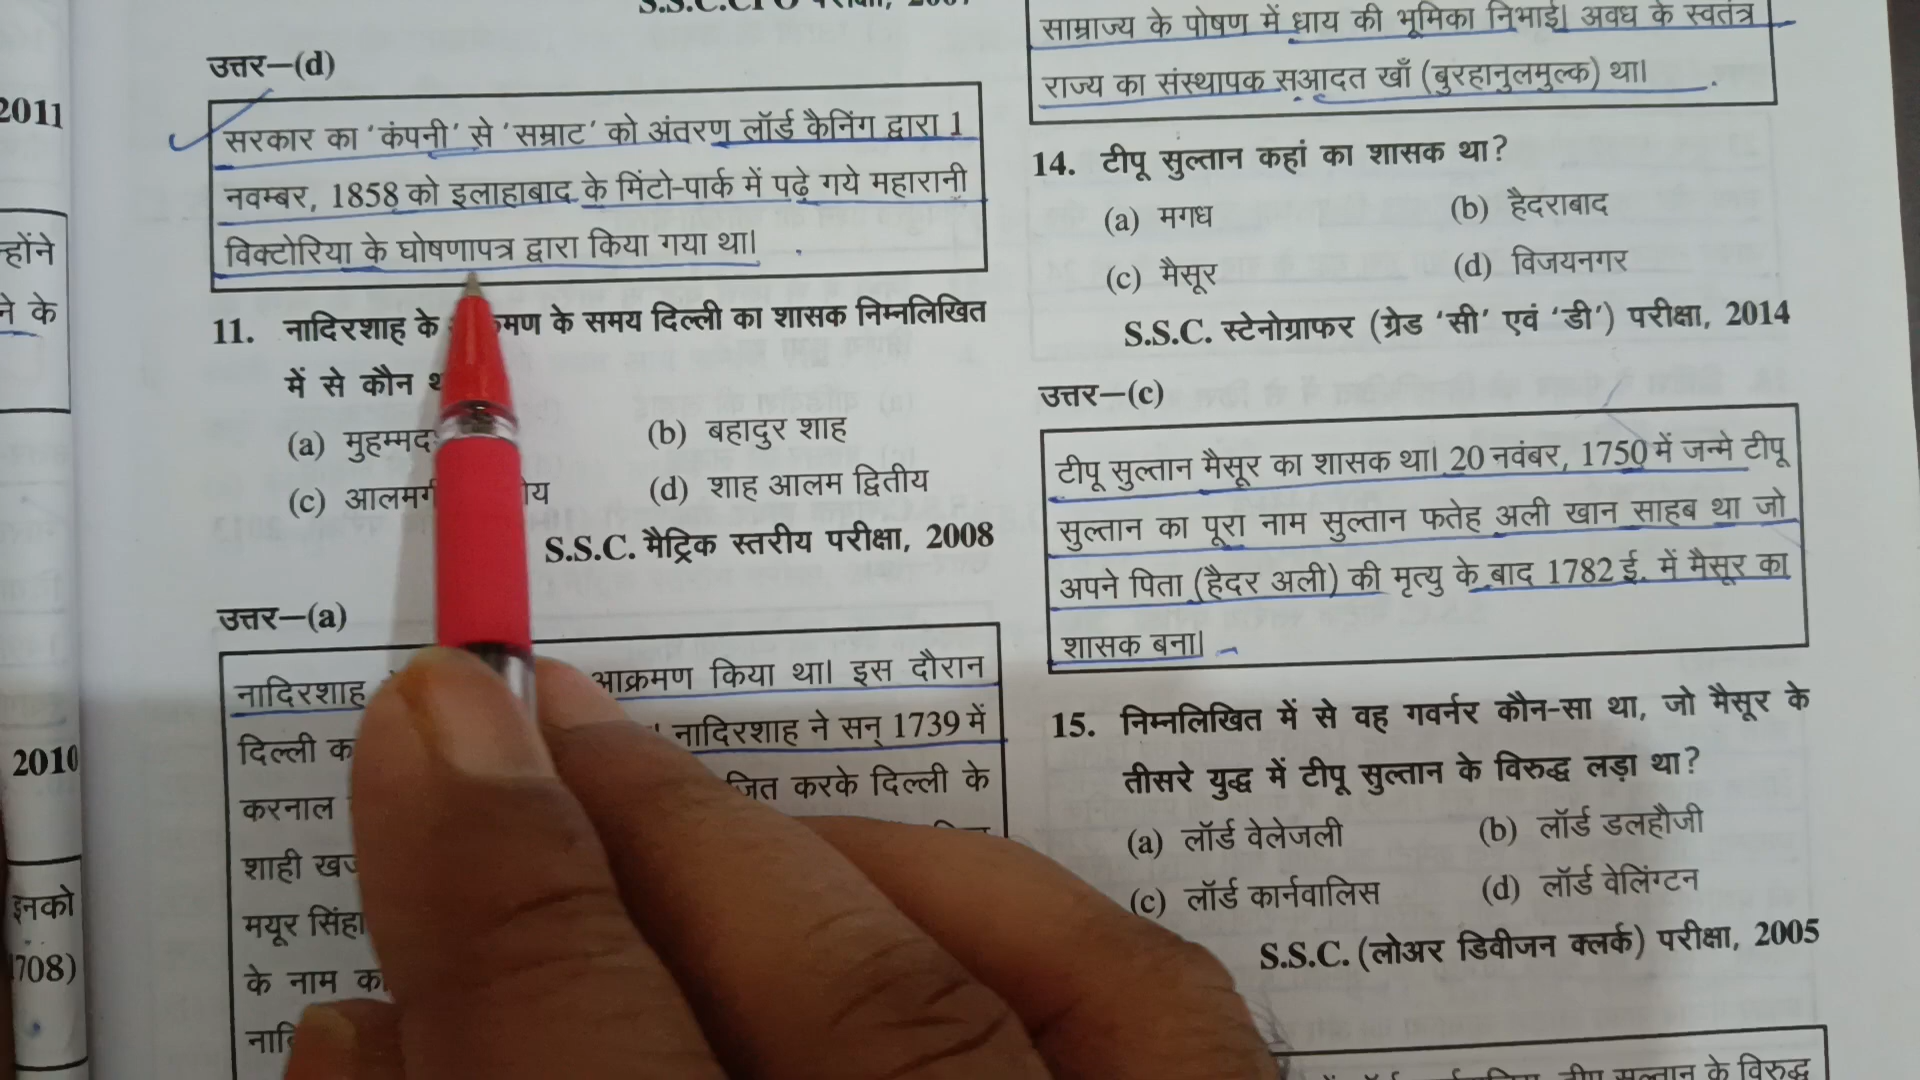 2011
न्होंने
ने के
2010
इनको
1708)
उत्तर–(d)
सरकार का 'कंपनी' से 'सम्राट' को अंतरण लॉर्ड कैनिंग द्वारा 1
नवम्बर, 1858 को इलाहाबाद के मिंटो-पार्क में पढ़े गये महारानी
विक्टोरिया के घोषणापत्र द्वारा किया गया था।
11. नादिरशाह के के समय दिल्ली का शासक निम्नलिखित
में से कौन
(a) मुहम्मद (b) बहादुर शाह
(c) (d) शाह आलम द्वितीय
S.S.C. मैट्रिक स्तरीय परीक्षा, 2008
उत्तर–(a)
नादिरशाह आक्रमण किया था। इस दौरान
दिल्ली नादिरशाह ने सन् 1739 में
करनाल करके दिल्ली के
शाही
मयूर
के नाम
साम्राज्य के पोषण में धाय की भूमिका निभाई। अवध के स्वतंत्र
राज्य का संस्थापक सआदत खाँ (बुरहानुलमुल्क) था।
14. टीपू सुल्तान कहां का शासक था?
(a) मगध (b) हैदराबाद
(c) मैसूर (d) विजयनगर
S.S.C. स्टेनोग्राफर (ग्रेड 'सी' एवं 'डी') परीक्षा, 2014
उत्तर–(c)
टीपू सुल्तान मैसूर का शासक था। 20 नवंबर, 1750 में जन्मे टीपू
सुल्तान का पूरा नाम सुल्तान फतेह अली खान साहब था जो
अपने पिता (हैदर अली) की मृत्यु के बाद 1782 ई. में मैसूर का
शासक बना।
15. निम्नलिखित में से वह गवर्नर कौन-सा था, जो मैसूर के
तीसरे युद्ध में टीपू सुल्तान के विरुद्ध लड़ा था?
(a) लॉर्ड वेलेजली (b) लॉर्ड डलहौजी
(c) लॉर्ड कार्नवालिस (d) लॉर्ड वेलिंग्टन
S.S.C. (लोअर डिवीजन क्लर्क) परीक्षा, 2005
टीपू सुल्तान के विरुद्ध